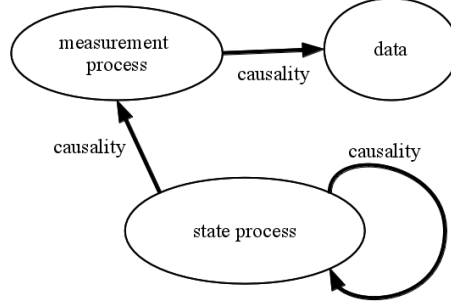 measurement
process
data
causality
causality
causality
state process